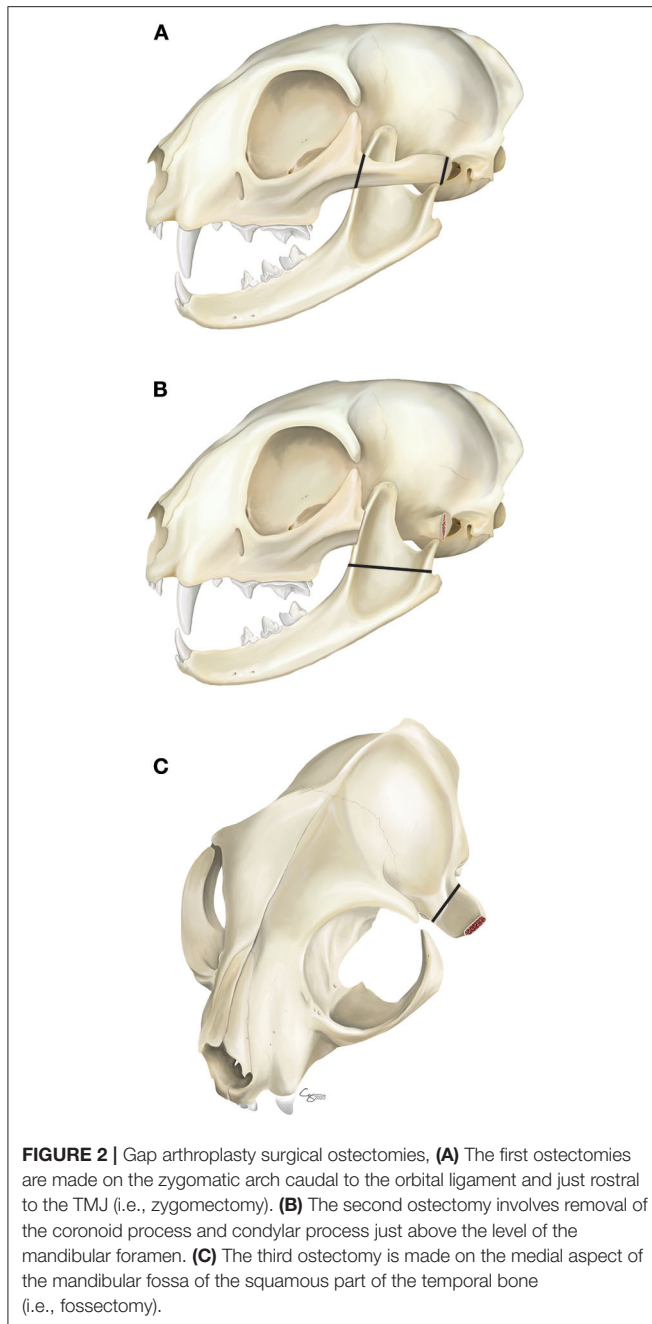 A
B
C
FIGURE 2 | Gap arthroplasty surgical ostectomies, (A) The first ostectomies
are made on the zygomatic arch caudal to the orbital ligament and just rostral
to the TMJ (i.e., zygomectomy). (B) The second ostectomy involves removal of
the coronoid process and condylar process just above the level of the
mandibular foramen. (C) The third ostectomy is made on the medial aspect of
the mandibular fossa of the squamous part of the temporal bone
(i.e., fossectomy).